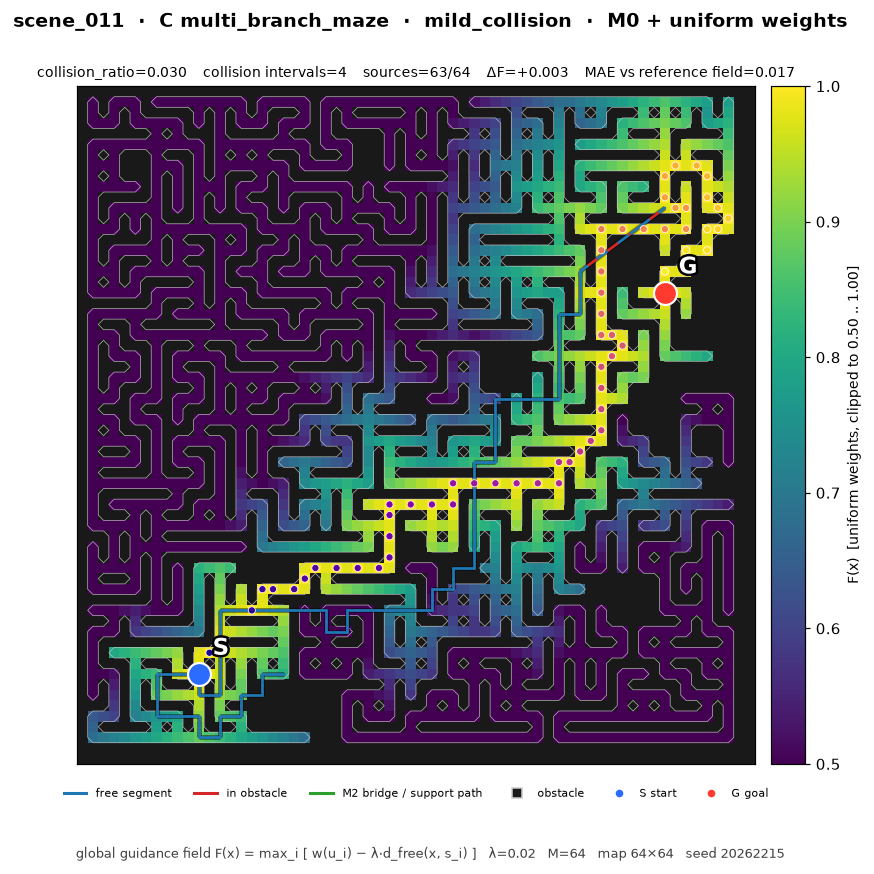 scene_011 · C multi_branch_maze · mild_collision · M0 + uniform weights
collision_ratio=0.030 collision intervals=4 sources=63/64 ΔF=+0.003 MAE vs reference field=0.017
G
S
1.0
0.9
0.8
0.7
0.6
0.5
F(x) [uniform weights, clipped to 0.50 .. 1.00]
free segment
in obstacle
M2 bridge / support path
obstacle
S start
G goal
global guidance field F(x) = max_i [ w(u_i) − λ·d_free(x, s_i) ] λ=0.02 M=64 map 64×64 seed 20262215